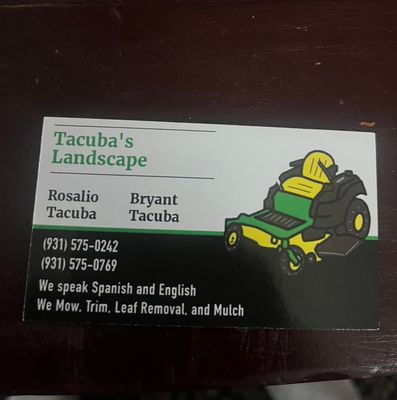 Tacuba's
Landscape
Rosalio Bryant
Tacuba Tacuba
(931) 575-0242
(931) 575-0769
We speak Spanish and English
We Mow, Trim, Leaf Removal, and Mulch